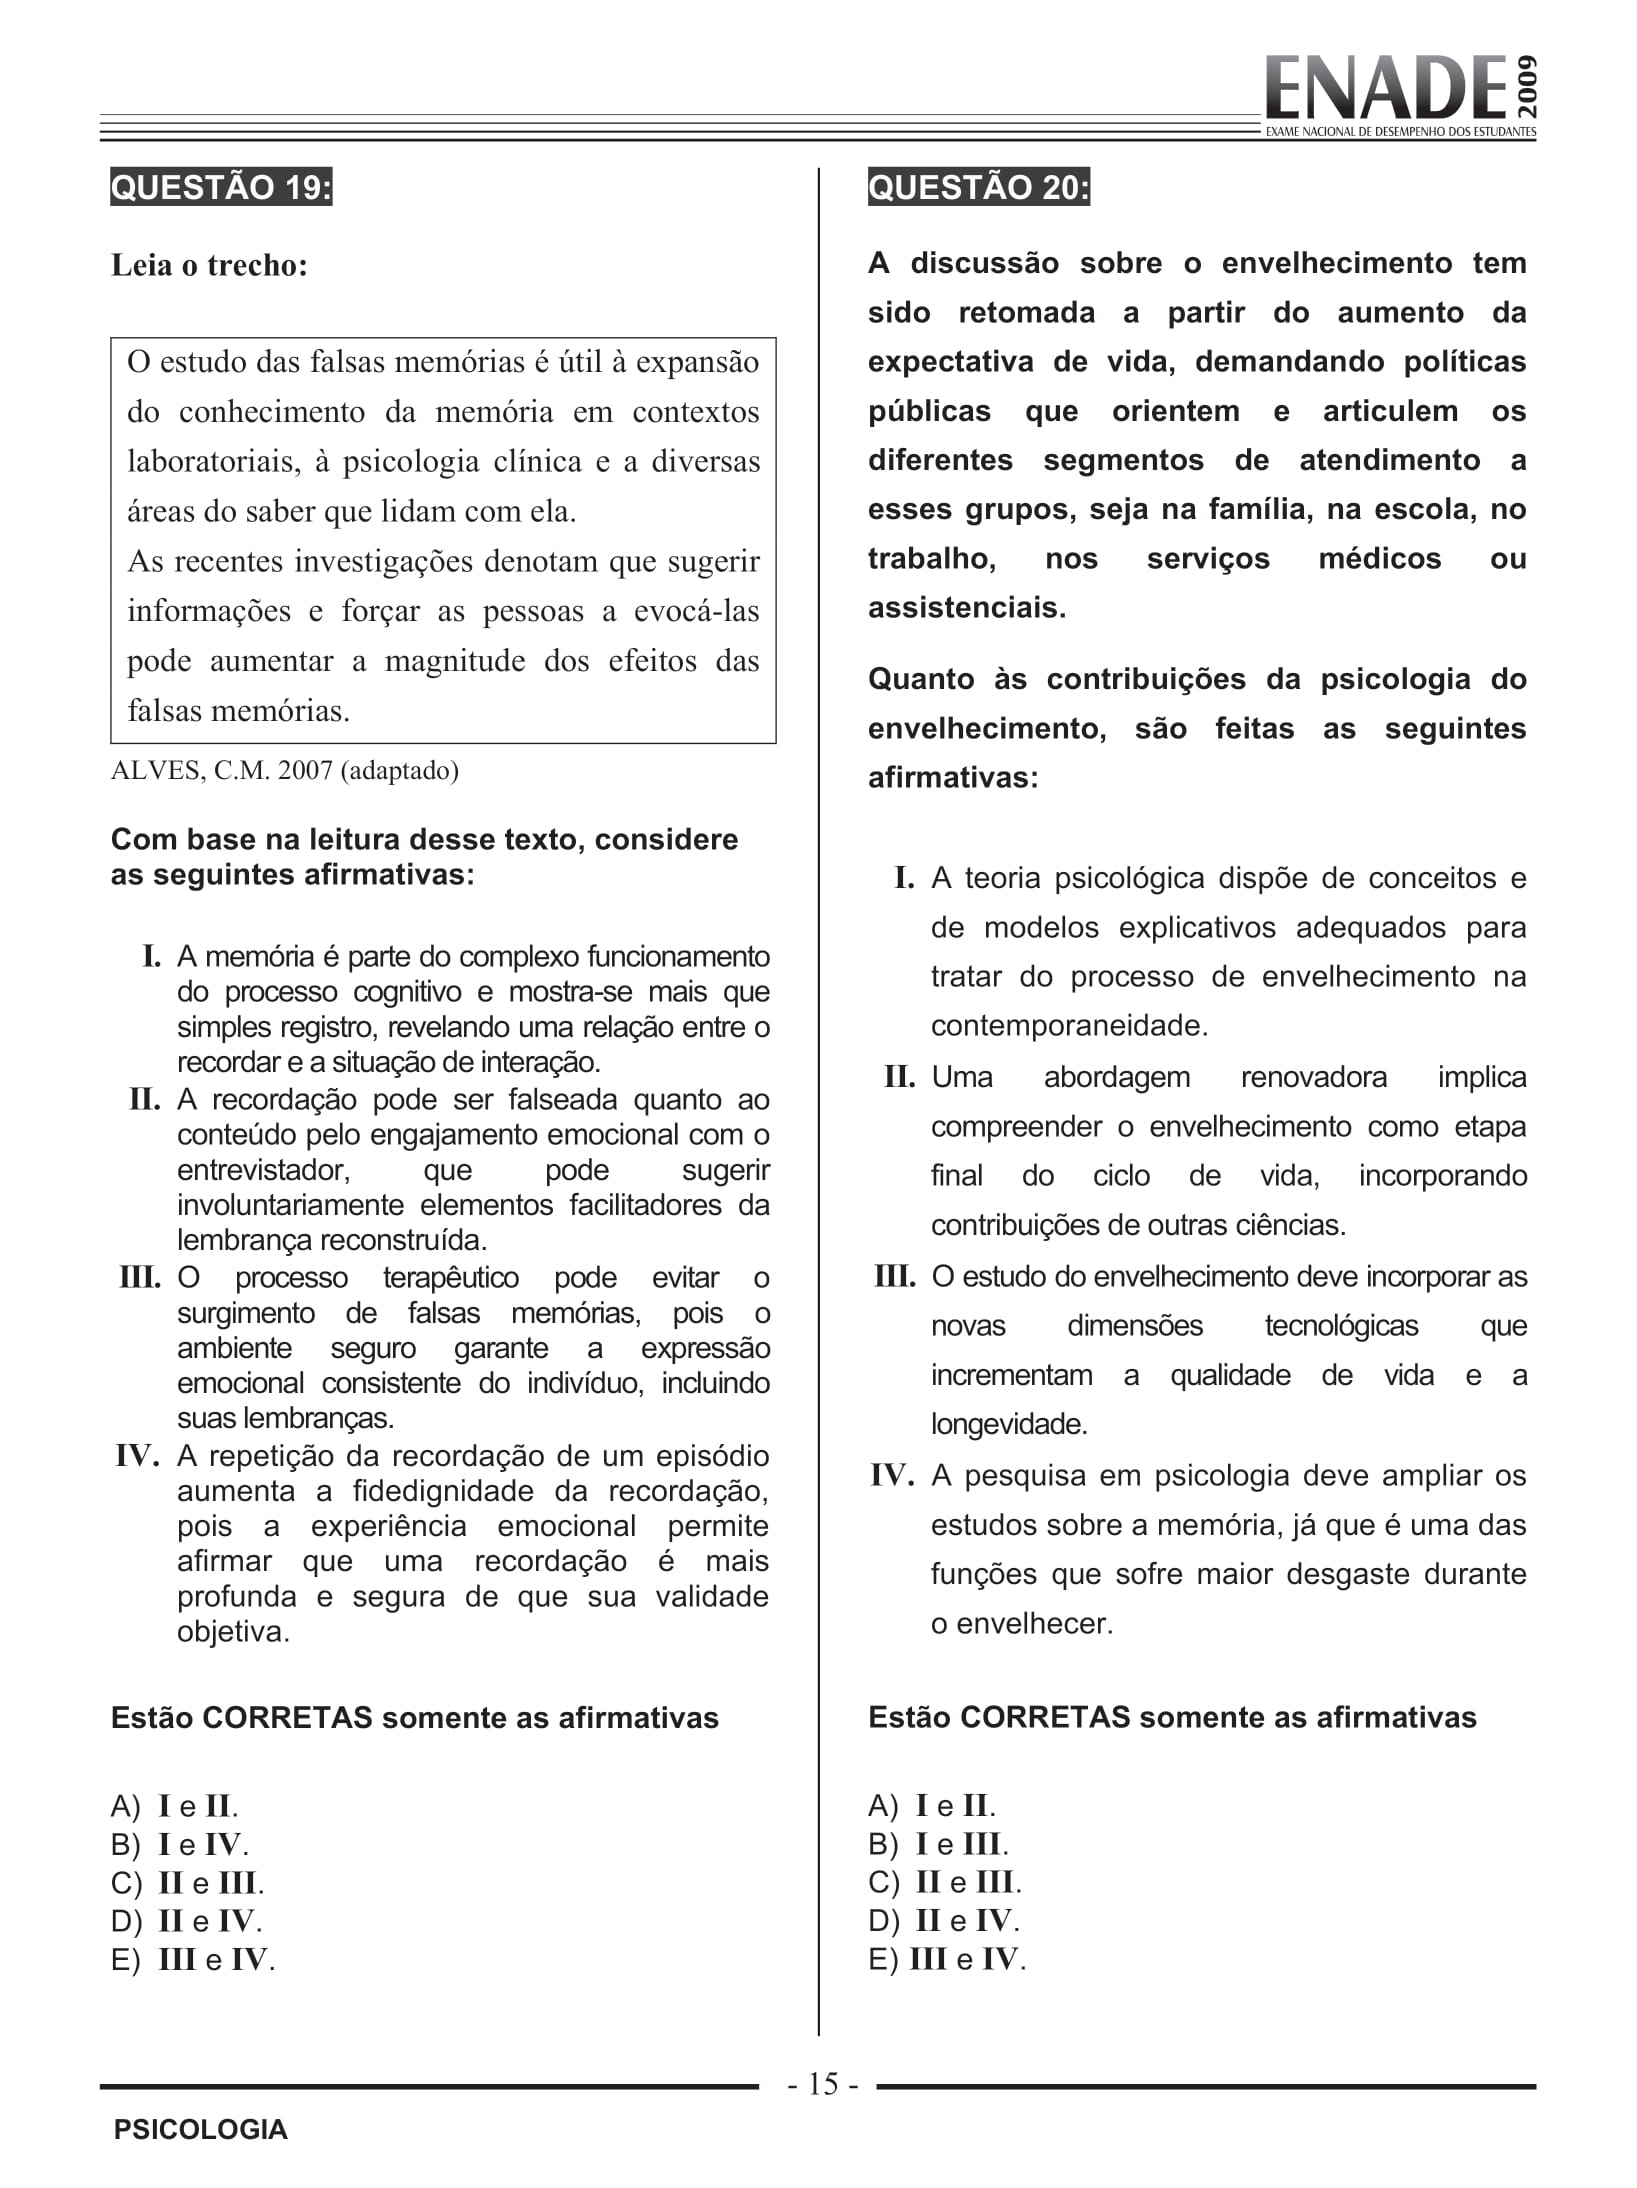 ENADE 2009
EXAME NACIONAL DE DESEMPENHO DOS ESTUDANTES
QUESTÃO 19:
Leia o trecho:
O estudo das falsas memórias é útil à expansão
do conhecimento da memória em contextos
laboratoriais, à psicologia clínica e a diversas
áreas do saber que lidam com ela.
As recentes investigações denotam que sugerir
informações e forçar as pessoas a evocá-las
pode aumentar a magnitude dos efeitos das
falsas memórias.
ALVES, C.M. 2007 (adaptado)
Com base na leitura desse texto, considere
as seguintes afirmativas:
I. A memória é parte do complexo funcionamento
do processo cognitivo e mostra-se mais que
simples registro, revelando uma relação entre o
recordar e a situação de interação.
II. A recordação pode ser falseada quanto ao
conteúdo pelo engajamento emocional com o
entrevistador, que pode sugerir
involuntariamente elementos facilitadores da
lembrança reconstruída.
III. O processo terapêutico pode evitar o
surgimento de falsas memórias, pois o
ambiente seguro garante a expressão
emocional consistente do indivíduo, incluindo
suas lembranças.
IV. A repetição da recordação de um episódio
aumenta a fidedignidade da recordação,
pois a experiência emocional permite
afirmar que uma recordação é mais
profunda e segura de que sua validade
objetiva.
Estão CORRETAS somente as afirmativas
A) I e II.
B) I e IV.
C) II e III.
D) II e IV.
E) III e IV.
QUESTÃO 20:
A discussão sobre o envelhecimento tem
sido retomada a partir do aumento da
expectativa de vida, demandando políticas
públicas que orientem e articulem os
diferentes segmentos de atendimento a
esses grupos, seja na família, na escola, no
trabalho, nos serviços médicos ou
assistenciais.
Quanto às contribuições da psicologia do
envelhecimento, são feitas as seguintes
afirmativas:
I. A teoria psicológica dispõe de conceitos e
de modelos explicativos adequados para
tratar do processo de envelhecimento na
contemporaneidade.
II. Uma abordagem renovadora implica
compreender o envelhecimento como etapa
final do ciclo de vida, incorporando
contribuições de outras ciências.
III. O estudo do envelhecimento deve incorporar as
novas dimensões tecnológicas que
incrementam a qualidade de vida e a
longevidade.
IV. A pesquisa em psicologia deve ampliar os
estudos sobre a memória, já que é uma das
funções que sofre maior desgaste durante
o envelhecer.
Estão CORRETAS somente as afirmativas
A) I e II.
B) I e III.
C) II e III.
D) II e IV.
E) III e IV.
- 15 -
PSICOLOGIA